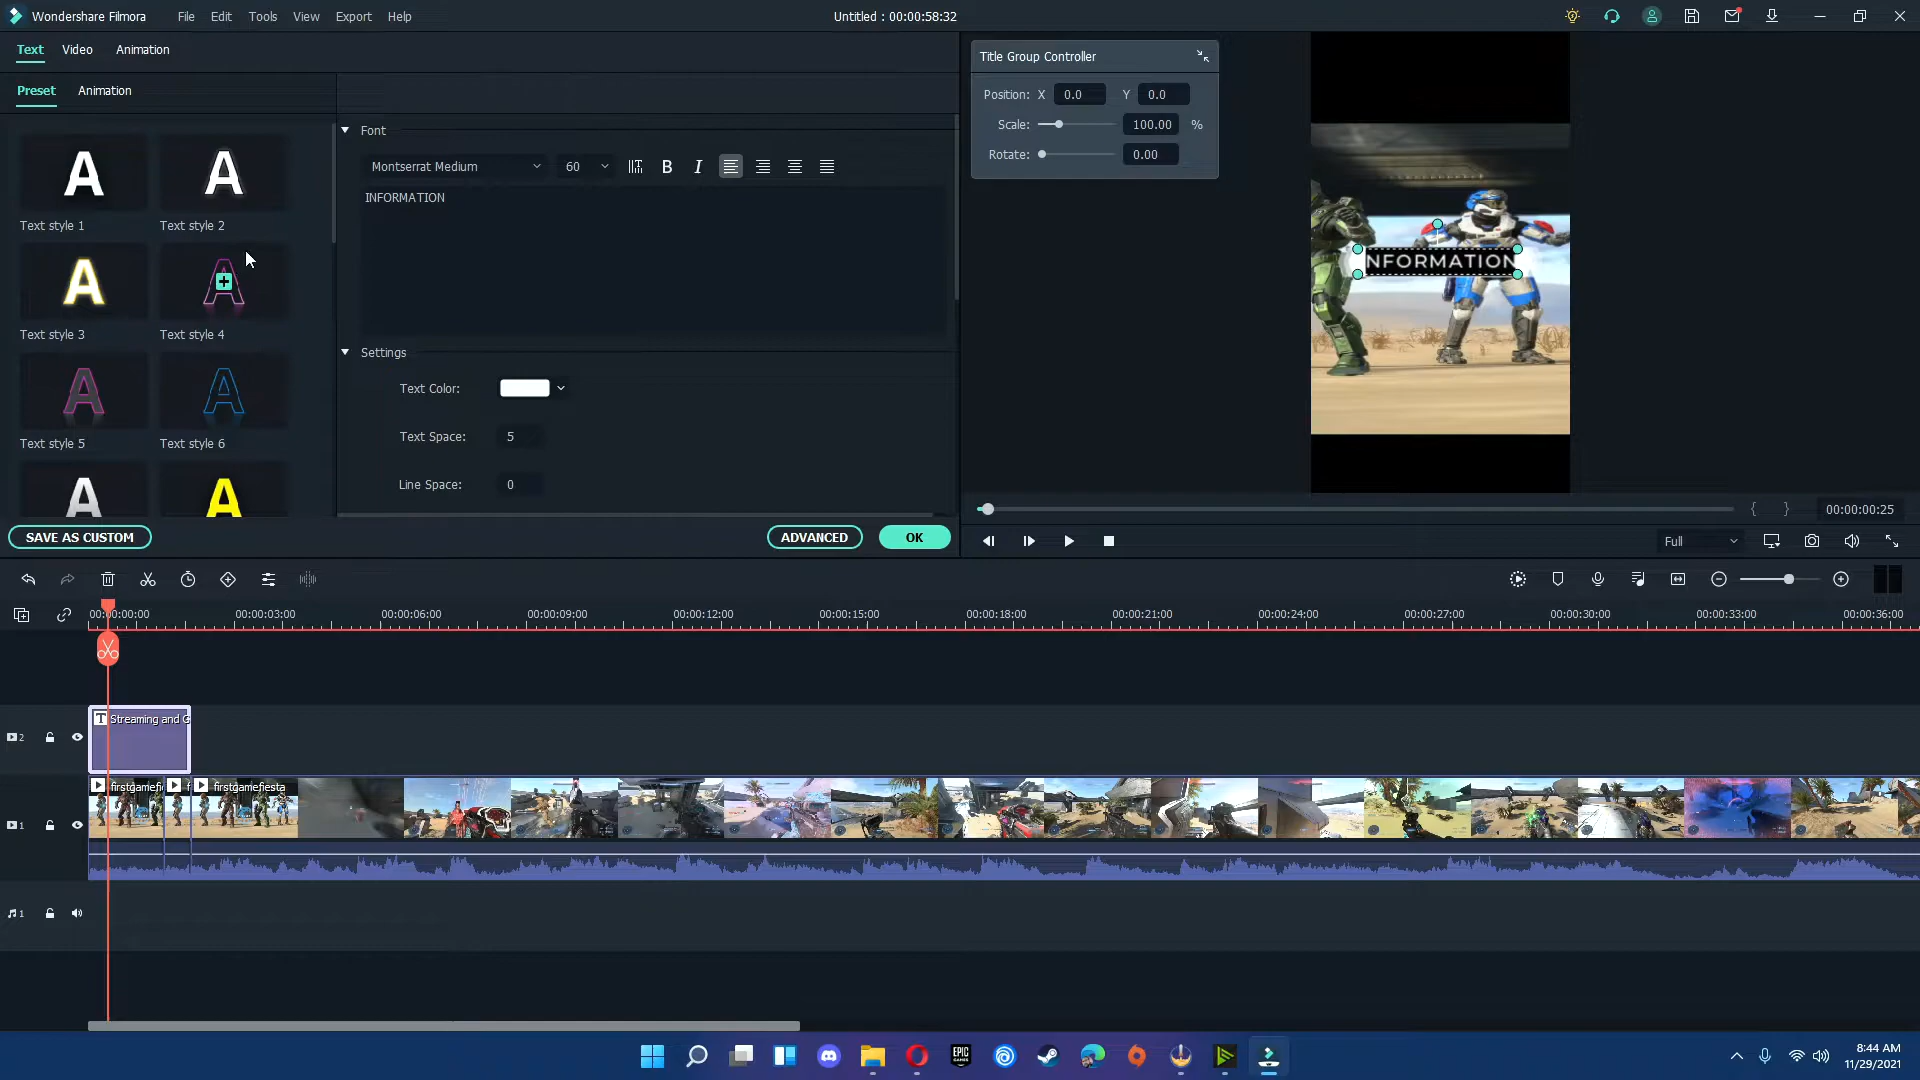 Wondershare Filmora
File
Edit
Tools
View
Export
Help
Untitled : 00:00:58:32
Text
Video
Animation
Preset
Animation
Text style 1
Text style 2
Text style 3
Text style 4
Text style 5
Text style 6
Font
Montserrat Medium
60
B
I
INFORMATION
Settings
Text Color:
Text Space:
5
Line Space:
0
SAVE AS CUSTOM
ADVANCED
OK
Title Group Controller
Position:
X
0.0
Y
0.0
Scale:
100.00
%
Rotate:
0.00
NFORMATION
{ }
00:00:00:25
Full
00:00:00:00
00:00:03:00
00:00:06:00
00:00:09:00
00:00:12:00
00:00:15:00
00:00:18:00
00:00:21:00
00:00:24:00
00:00:27:00
00:00:30:00
00:00:33:00
00:00:36:00
2
T
Streaming and G
1
firstgamefi
f
firstgamefiesta
1
EPIC GAMES
8:44 AM
11/29/2021